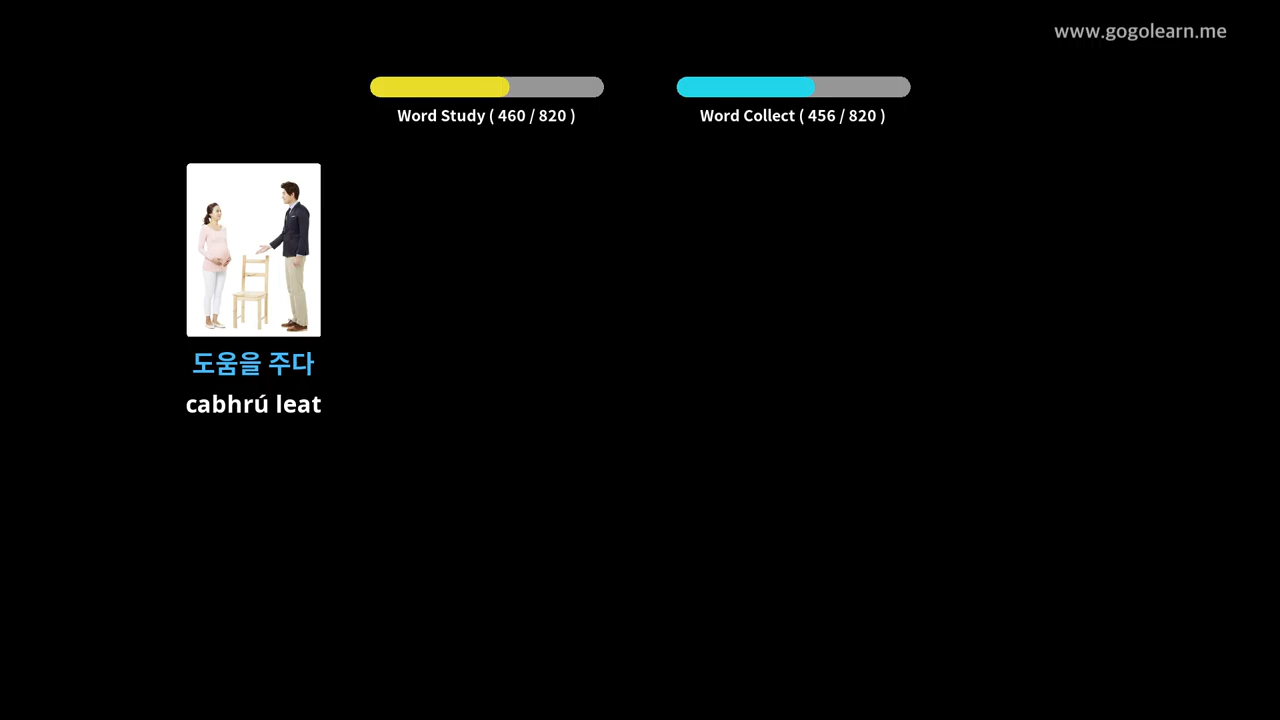 www.gogolearn.me
Word Study ( 460 / 820 )
Word Collect ( 456 / 820 )
도움을 주다
cabhrú leat